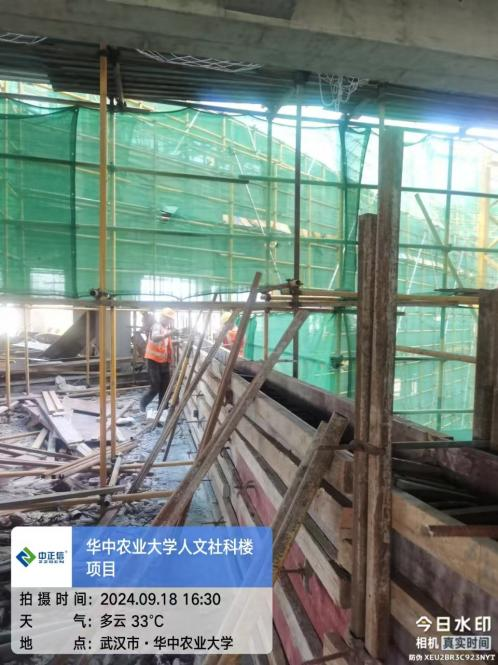 中正信
ZZXEN
华中农业大学人文社科楼
项目
拍摄时间：2024.09.18 16:30
天气：多云 33℃
地点：武汉市·华中农业大学
今日水印
相机 真实时间
防伪 XEU2BR3C923NYT